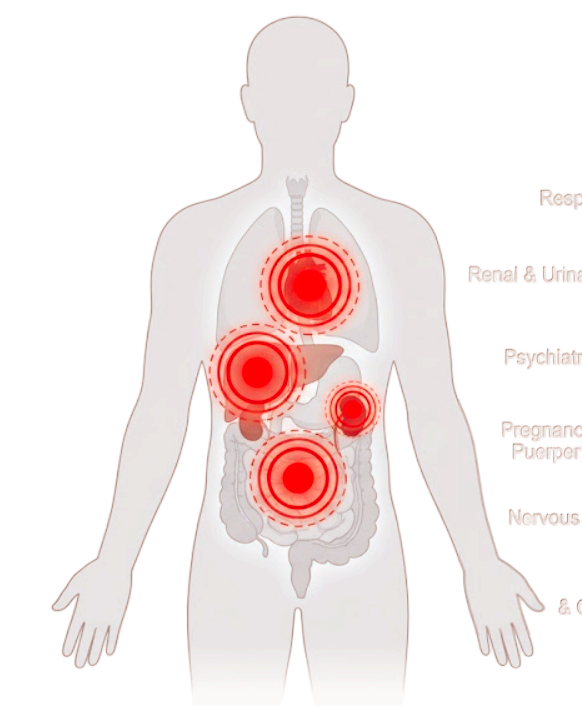 Resp
Renal & Urina
Psychiatr
Pregnanc
Puerper
Nervous
&